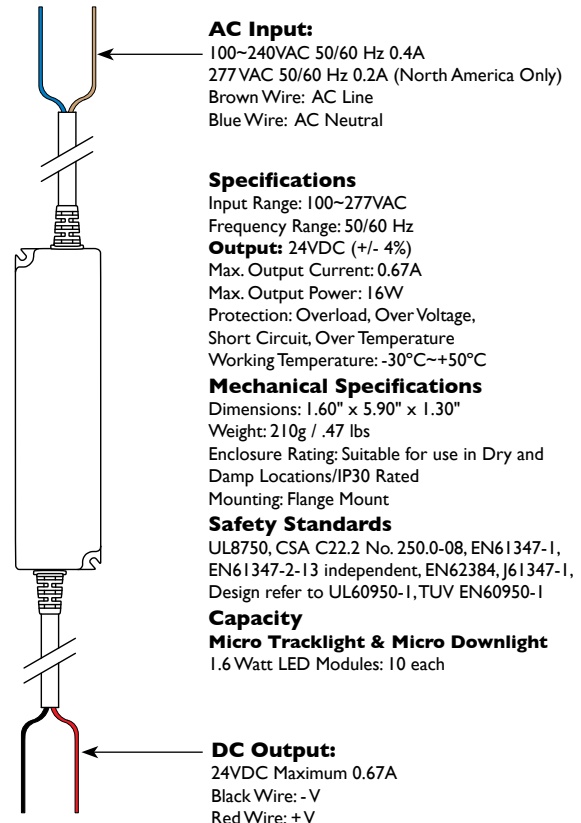 AC Input:
100~240VAC 50/60 Hz 0.4A
277 VAC 50/60 Hz 0.2A (North America Only)
Brown Wire: AC Line
Blue Wire: AC Neutral
Specifications
Input Range: 100~277VAC
Frequency Range: 50/60 Hz
Output: 24VDC (+/- 4%)
Max. Output Current: 0.67A
Max. Output Power: 16W
Protection: Overload, Over Voltage,
Short Circuit, Over Temperature
Working Temperature: -30ºC~+50ºC
Mechanical Specifications
Dimensions: 1.60" x 5.90" x 1.30"
Weight: 210g / .47 lbs
Enclosure Rating: Suitable for use in Dry and
Damp Locations/IP30 Rated
Mounting: Flange Mount
Safety Standards
UL8750, CSA C22.2 No. 250.0-08, EN61347-1,
EN61347-2-13 independent, EN62384, J61347-1,
Design refer to UL60950-1, TUV EN60950-1
Capacity
Micro Tracklight & Micro Downlight
1.6 Watt LED Modules: 10 each
DC Output:
24VDC Maximum 0.67A
Black Wire: - V
Red Wire: + V